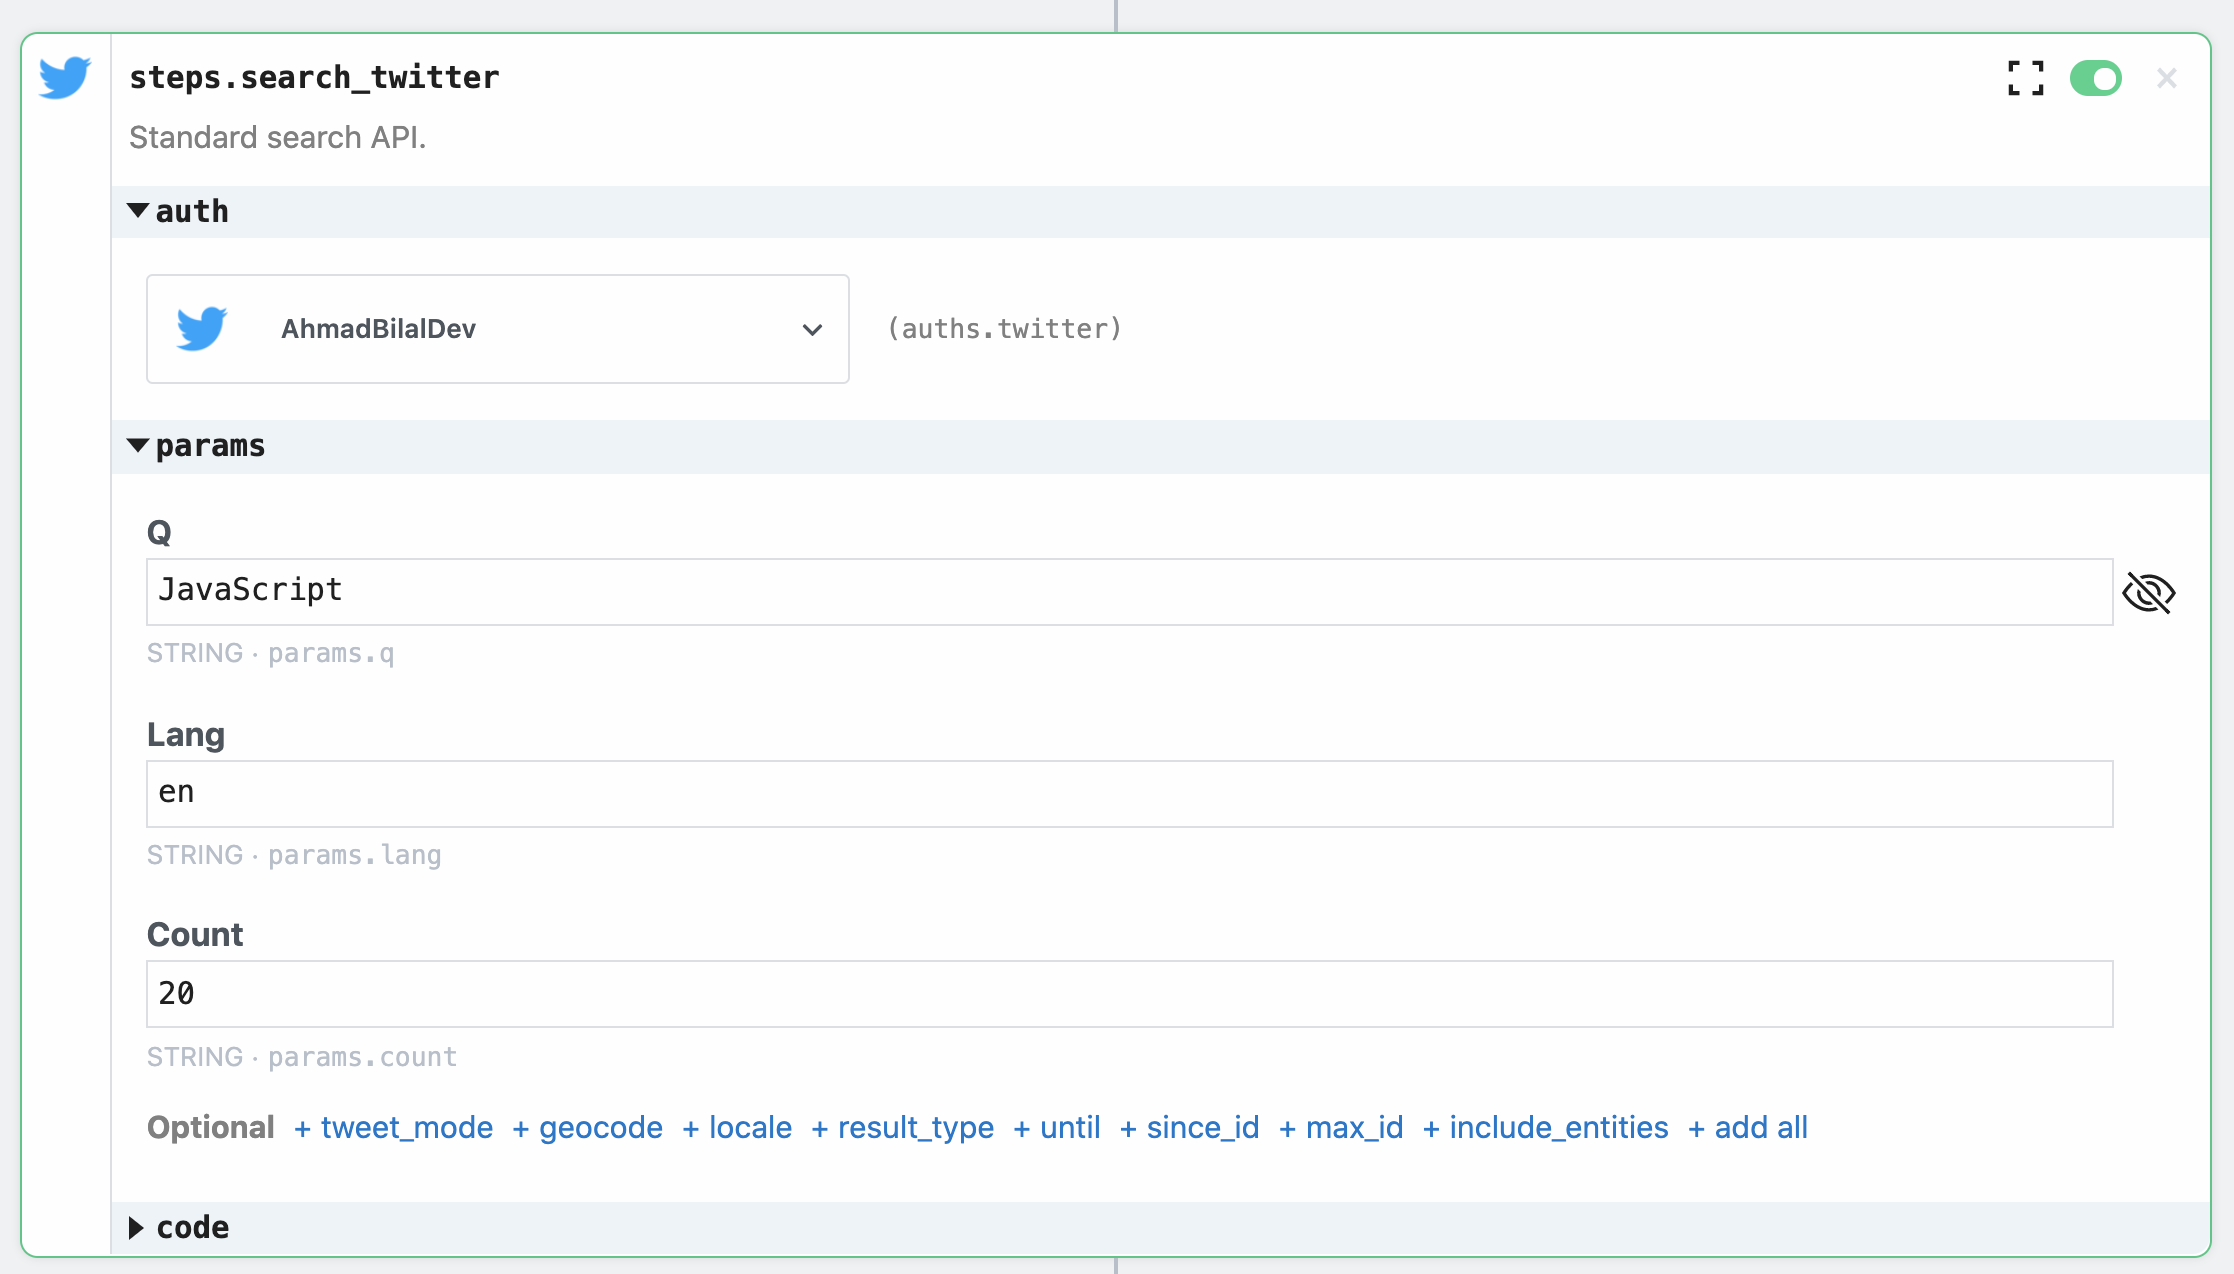 steps.search_twitter
Standard search API.
auth
AhmadBilalDev (auths.twitter)
params
Q
JavaScript
STRING · params.q
Lang
en
STRING · params.lang
Count
20
STRING · params.count
Optional + tweet_mode + geocode + locale + result_type + until + since_id + max_id + include_entities + add all
code